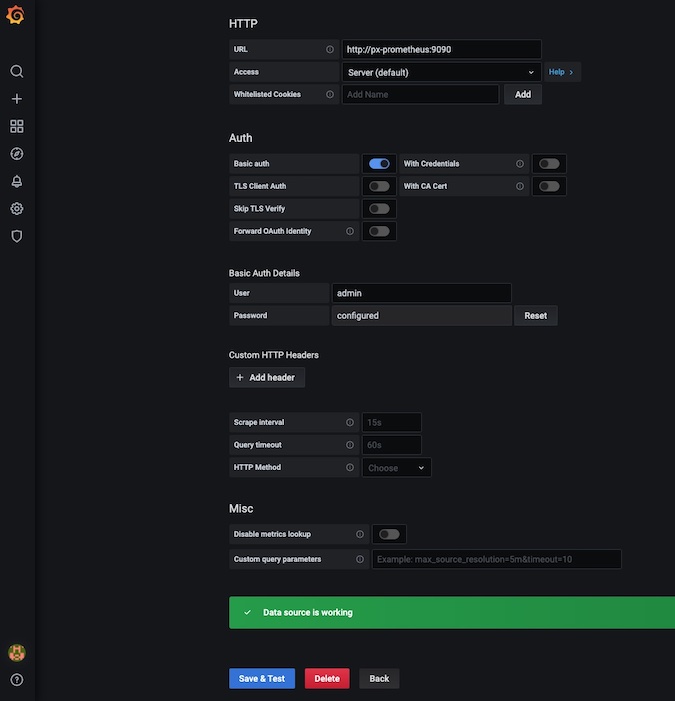 HTTP
URL http://px-prometheus:9090
Access Server (default) Help >
Whitelisted Cookies Add Name Add
Auth
Basic auth With Credentials
TLS Client Auth With CA Cert
Skip TLS Verify
Forward OAuth Identity
Basic Auth Details
User admin
Password configured Reset
Custom HTTP Headers
+ Add header
Scrape interval 15s
Query timeout 60s
HTTP Method Choose
Misc
Disable metrics lookup
Custom query parameters Example: max_source_resolution=5m&timeout=10
Data source is working
Save & Test Delete Back